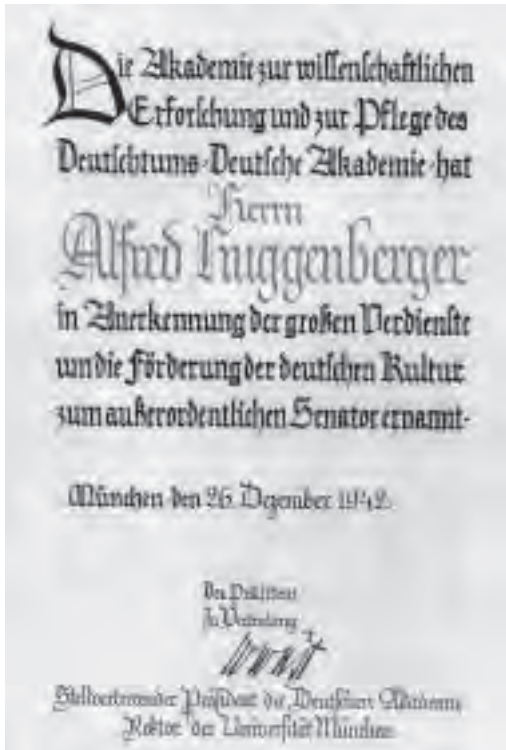 Die Akademie zur wissenschaftlichen
Erforschung und zur Pflege des
Deutschtums-Deutsche Akademie-hat
Herrn
Alfred Huggenberger
in Anerkennung der großen Verdienste
um die Förderung der deutschen Kultur
zum außerordentlichen Senator ernannt-
München den 26. Dezember 1942
Der Präsident
In Vertretung
Stellvertretender Präsident der Deutschen Akademie
Rektor der Universität München